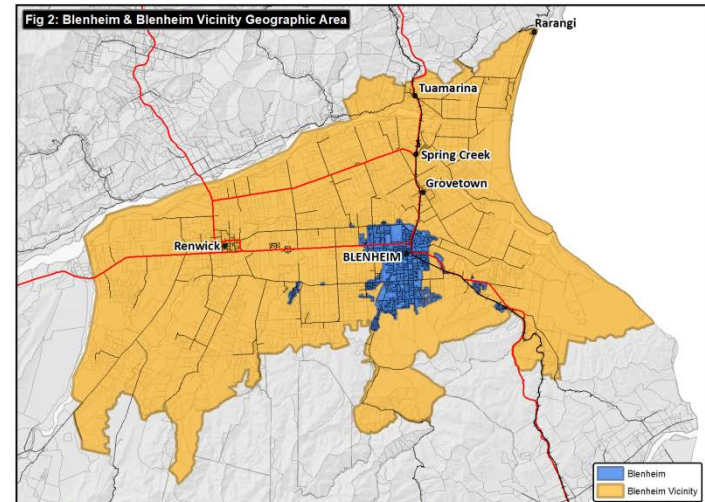 Fig 2: Blenheim & Blenheim Vicinity Geographic Area
Rarangi
Tuamarina
Spring Creek
Grovetown
Renwick
BLENHEIM
Blenheim
Blenheim Vicinity